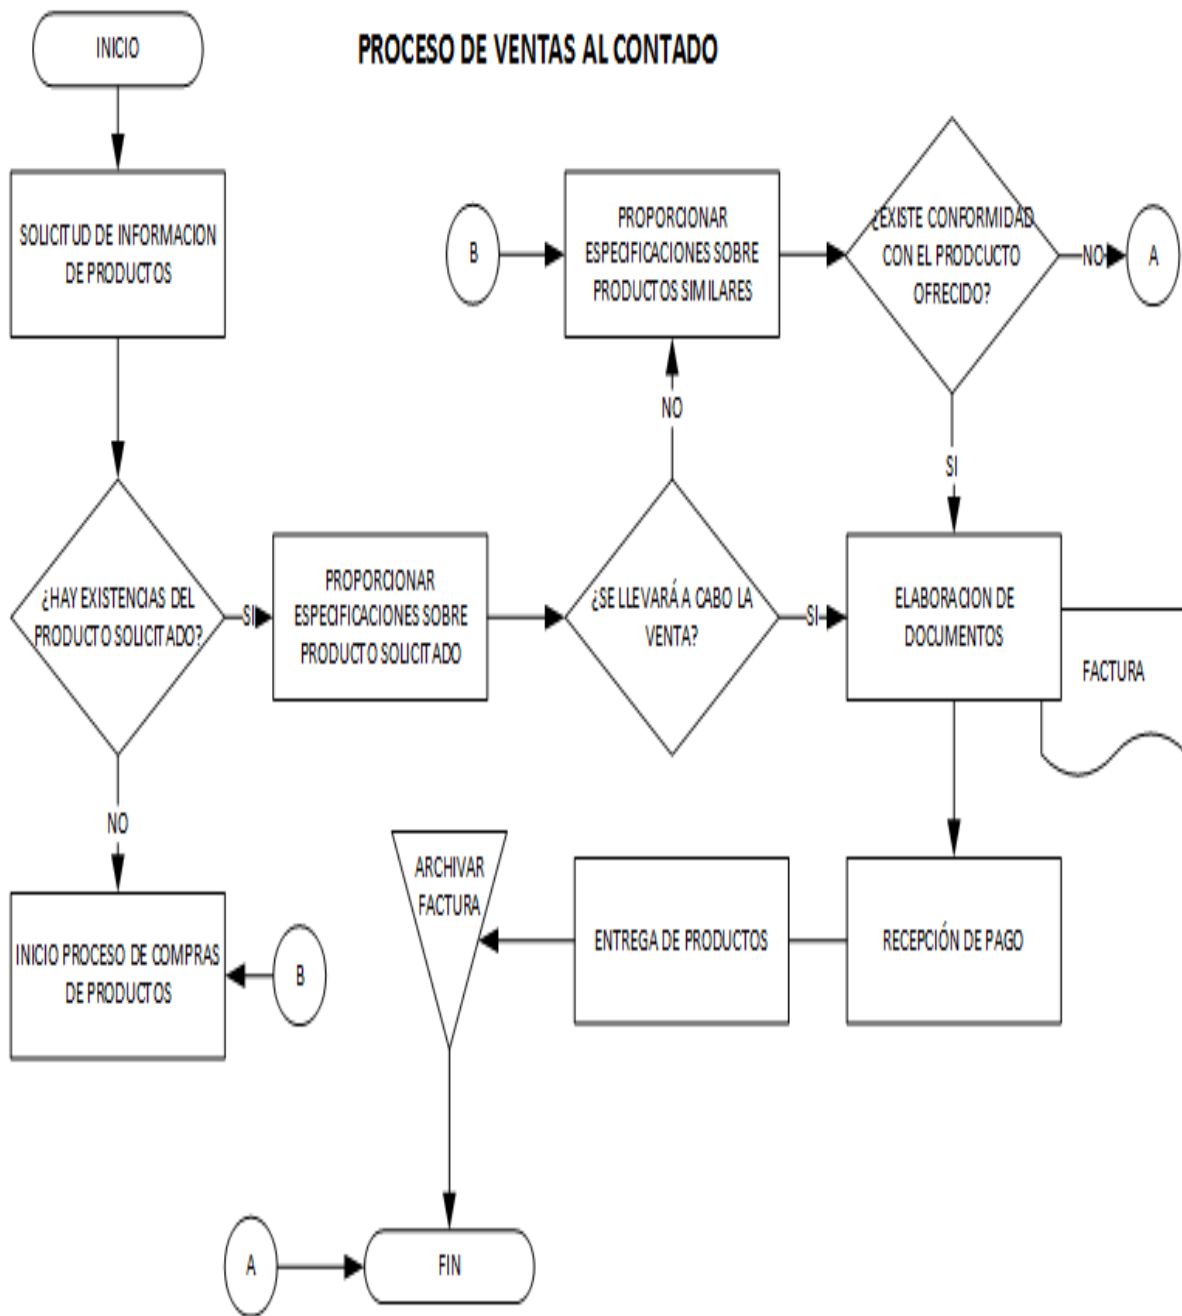 INICIO
PROCESO DE VENTAS AL CONTADO
SOLICITUD DE INFORMACION
DE PRODUCTOS
B
PROPORCIONAR
ESPECIFICACIONES SOBRE
PRODUCTOS SIMILARES
¿EXISTE CONFORMIDAD
CON EL PRODCUCTO
OFRECIDO?
NO
A
NO
SI
¿HAY EXISTENCIAS DEL
PRODUCTO SOLICITADO?
SI
PROPORCIONAR
ESPECIFICACIONES SOBRE
PRODUCTO SOLICITADO
¿SE LLEVARÁ A CABO LA
VENTA?
SI
ELABORACION DE
DOCUMENTOS
FACTURA
NO
INICIO PROCESO DE COMPRAS
DE PRODUCTOS
B
ARCHIVAR
FACTURA
ENTREGA DE PRODUCTOS
RECEPCIÓN DE PAGO
A
FIN